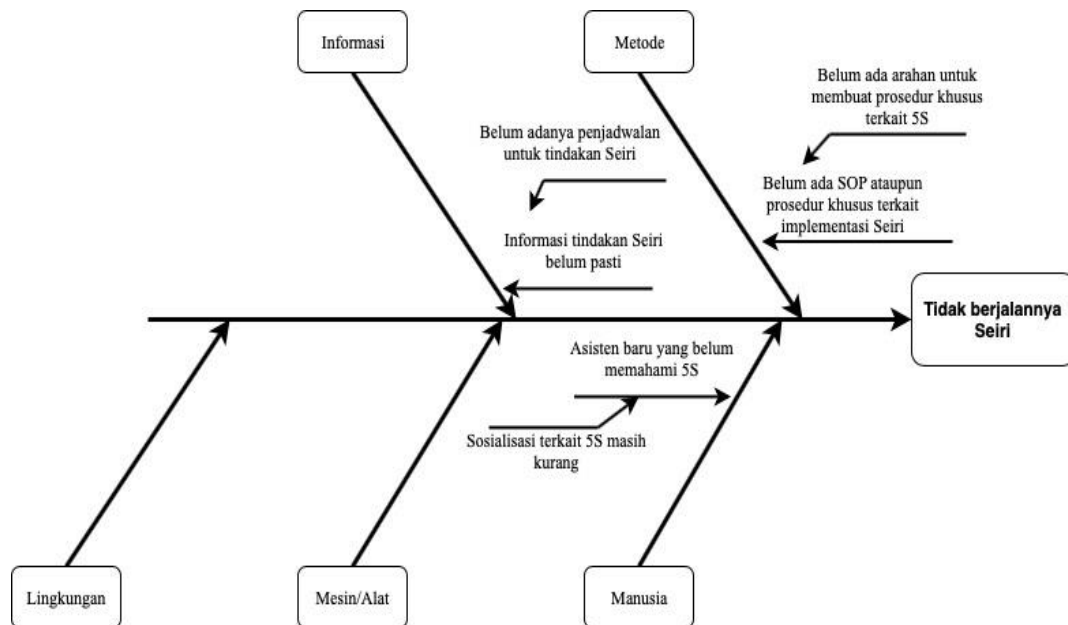 Informasi
Metode
Belum ada arahan untuk
membuat prosedur khusus
terkait 5S
Belum adanya penjadwalan
untuk tindakan Seiri
Belum ada SOP ataupun
prosedur khusus terkait
implementasi Seiri
Informasi tindakan Seiri
belum pasti
Tidak berjalannya
Seiri
Asisten baru yang belum
memahami 5S
Sosialisasi terkait 5S masih
kurang
Lingkungan
Mesin/Alat
Manusia